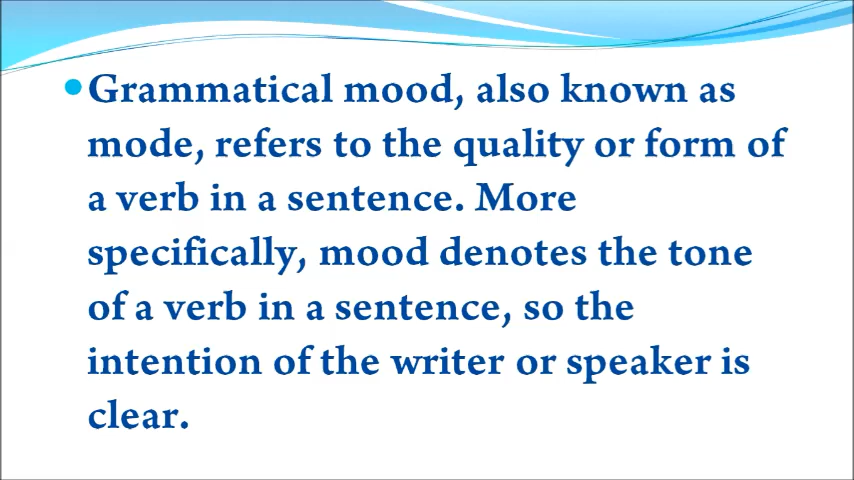 Grammatical mood, also known as
mode, refers to the quality or form of
a verb in a sentence. More
specifically, mood denotes the tone
of a verb in a sentence, so the
intention of the writer or speaker is
clear.